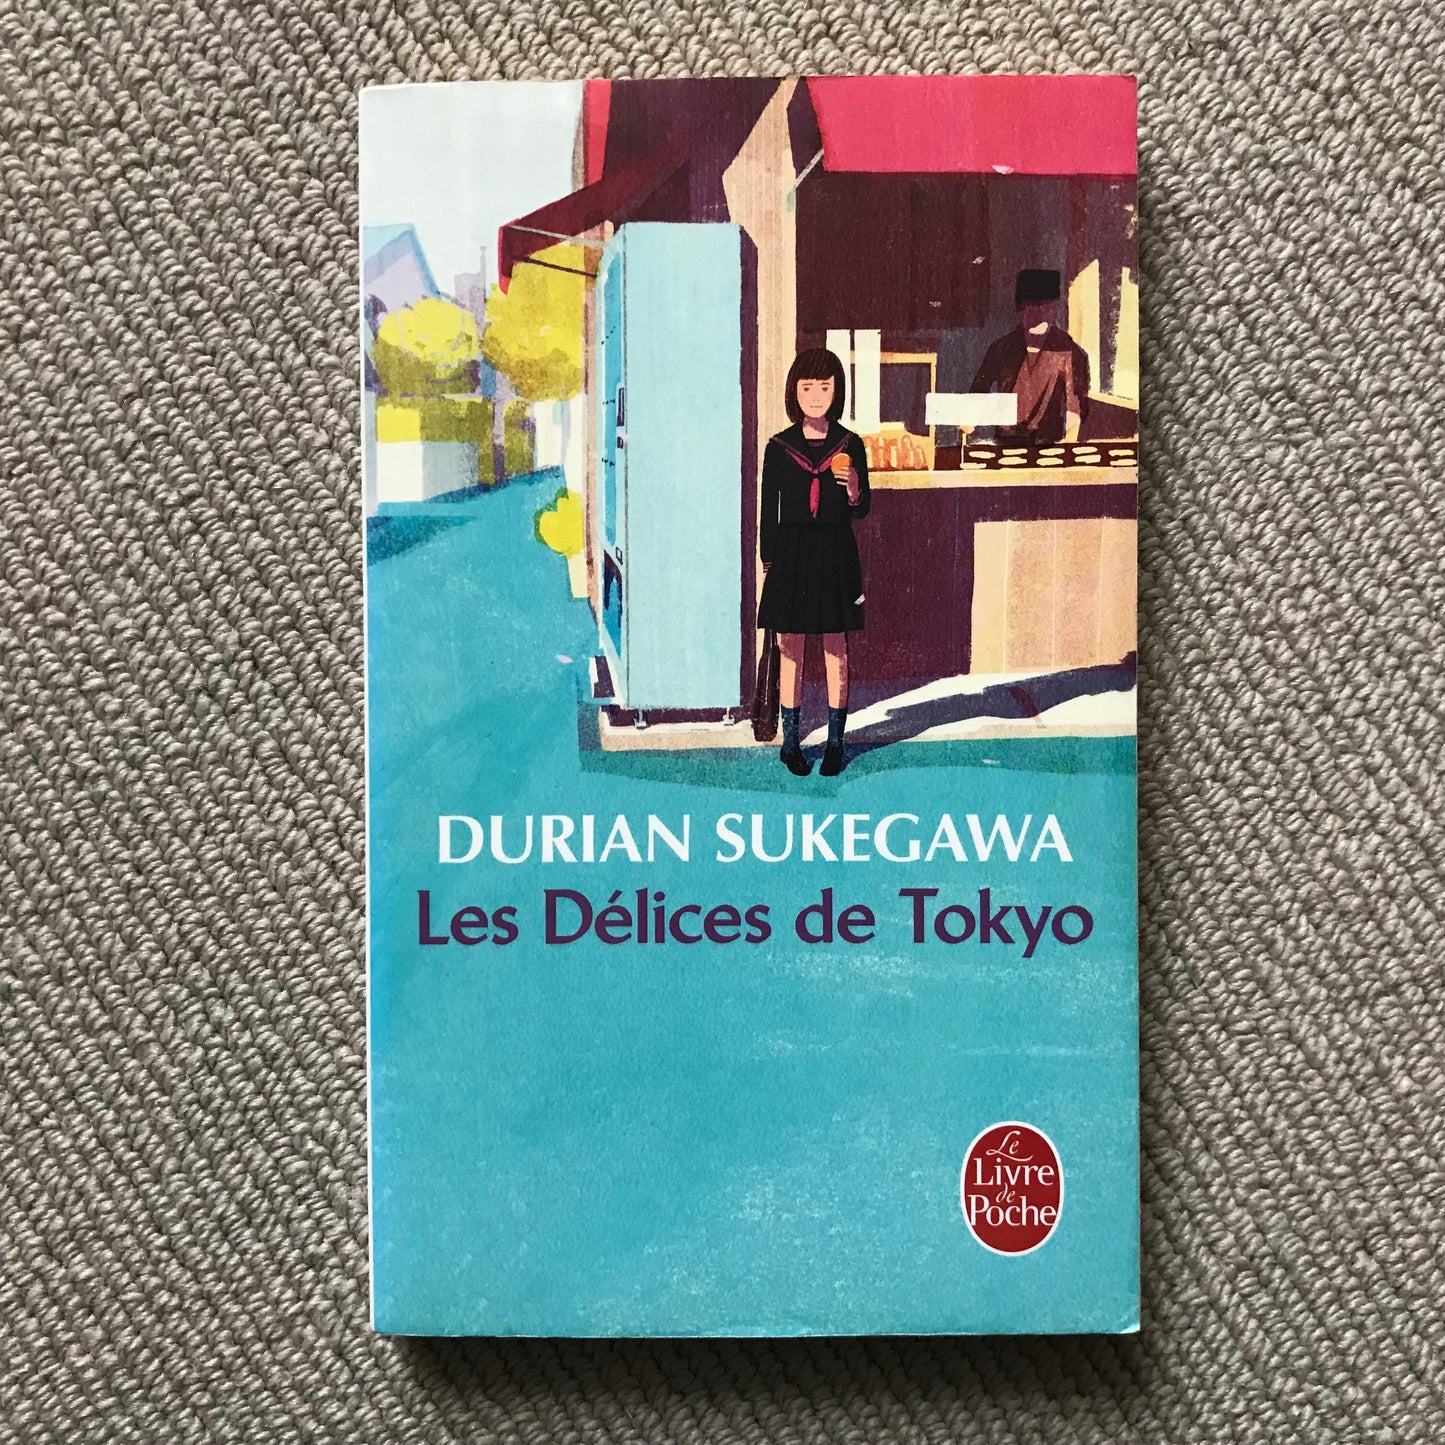 DURIAN SUKEGAWA
Les Délices de Tokyo
Le
Livre
de
Poche